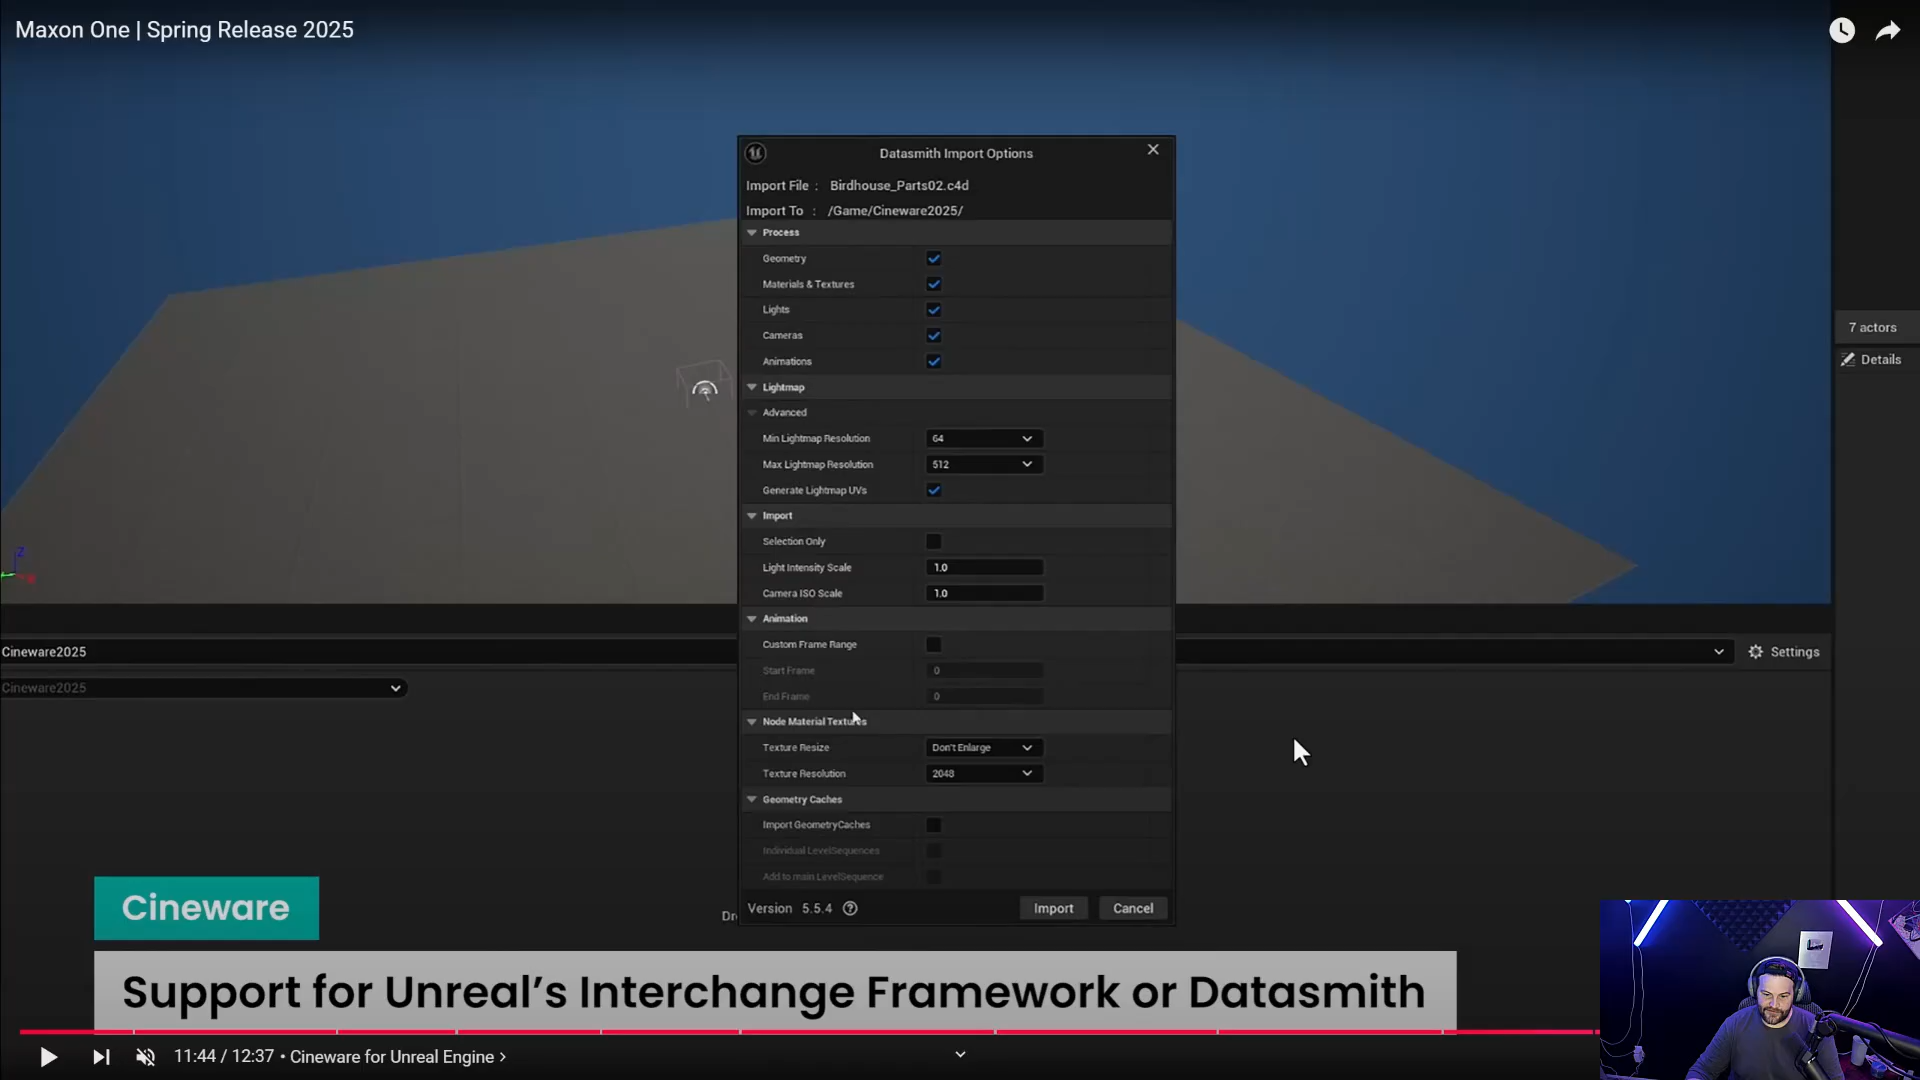 Maxon One | Spring Release 2025
Datasmith Import Options
Import File : Birdhouse_Parts02.c4d
Import To : /Game/Cineware2025/
Process
Geometry
Materials & Textures
Lights
Cameras
Animations
Lightmap
Advanced
Min Lightmap Resolution 64
Max Lightmap Resolution 512
Generate Lightmap UVs
Import
Selection Only
Light Intensity Scale 1.0
Camera ISO Scale 1.0
Animation
Custom Frame Range
Start Frame 0
End Frame 0
Node Material Textures
Texture Resize Don't Enlarge
Texture Resolution 2048
Geometry Caches
Import GeometryCaches
Individual LevelSequences
Add to main LevelSequence
Version 5.5.4
Import Cancel
7 actors
Details
Z
Cineware2025
Settings
Cineware2025
Dr
Cineware
Support for Unreal's Interchange Framework or Datasmith
11:44 / 12:37 • Cineware for Unreal Engine ›